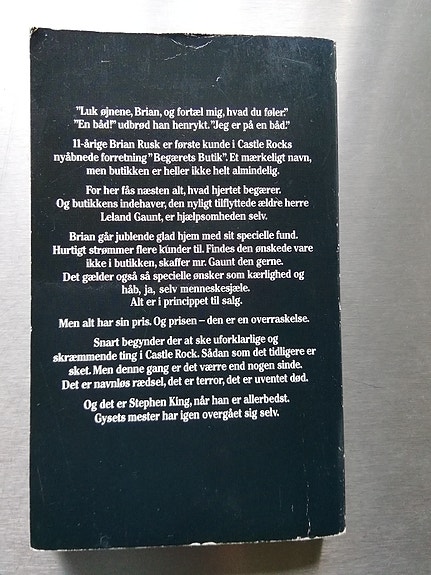 "Luk øjnene, Brian, og fortæl mig, hvad du føler."
"En båd!" udbrød han henrykt. "Jeg er på en båd."
11-årige Brian Rusk er første kunde i Castle Rocks
nyåbnede forretning "Begærets Butik". Et mærkeligt navn,
men butikken er heller ikke helt almindelig.
For her fås næsten alt, hvad hjertet begærer.
Og butikkens indehaver, den nyligt tilflyttede ældre herre
Leland Gaunt, er hjælpsomheden selv.
Brian går jublende glad hjem med sit specielle fund.
Hurtigt strømmer flere kunder til. Findes den ønskede vare
ikke i butikken, skaffer mr. Gaunt den gerne.
Det gælder også så specielle ønsker som kærlighed og
håb, ja, selv menneskesjæle.
Alt er i princippet til salg.
Men alt har sin pris. Og prisen – den er en overraskelse.
Snart begynder der at ske uforklarlige og
skræmmende ting i Castle Rock. Sådan som det tidligere er
sket. Men denne gang er det værre end nogen sinde.
Det er navnløs rædsel, det er terror, det er uventet død.
Og det er Stephen King, når han er allerbedst.
Gysets mester har igen overgået sig selv.